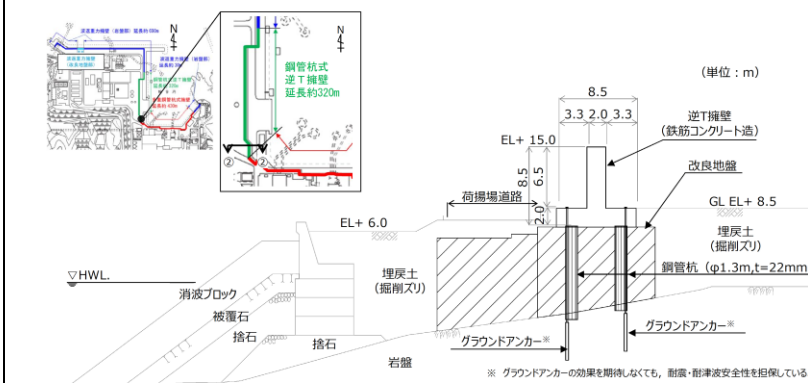 N
N
鋼管杭式
逆T擁壁
延長約320m
②
②
(単位：m)
8.5
3.3 2.0 3.3
逆T擁壁
(鉄筋コンクリート造)
EL+ 15.0
改良地盤
8.5
6.5
2.0
荷揚場道路
GL EL+ 8.5
EL+ 6.0
埋戻土
(掘削ズリ)
埋戻土
(掘削ズリ)
鋼管杭（φ1.3m,t=22mm
▽HWL.
消波ブロック
被覆石
捨石
捨石
岩盤
グラウンドアンカー※
グラウンドアンカー※
※ グラウンドアンカーの効果を期待しなくても，耐震・耐津波安全性を担保している